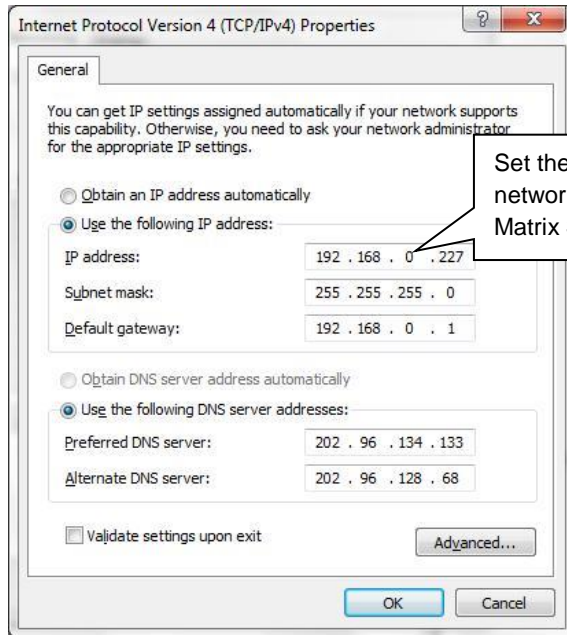 Internet Protocol Version 4 (TCP/IPv4) Properties
General
You can get IP settings assigned automatically if your network supports
this capability. Otherwise, you need to ask your network administrator
for the appropriate IP settings.
Set the
networ
Matrix
Obtain an IP address automatically
Use the following IP address:
IP address: 192 . 168 . 0 . 227
Subnet mask: 255 . 255 . 255 . 0
Default gateway: 192 . 168 . 0 . 1
Obtain DNS server address automatically
Use the following DNS server addresses:
Preferred DNS server: 202 . 96 . 134 . 133
Alternate DNS server: 202 . 96 . 128 . 68
Validate settings upon exit
Advanced...
OK Cancel